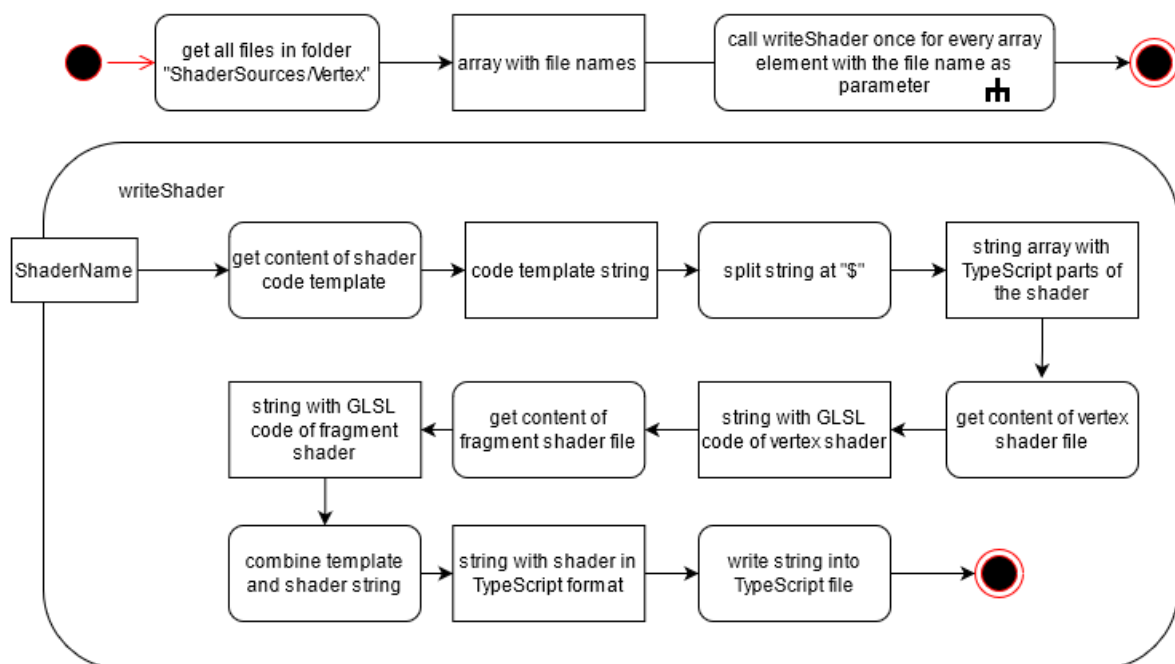 get all files in folder
"ShaderSources/Vertex"
array with file names
call writeShader once for every array
element with the file name as
parameter
writeShader
ShaderName
get content of shader
code template
code template string
split string at "$"
string array with
TypeScript parts of
the shader
string with GLSL
code of fragment
shader
get content of
fragment shader file
string with GLSL
code of vertex shader
get content of vertex
shader file
combine template
and shader string
string with shader in
TypeScript format
write string into
TypeScript file